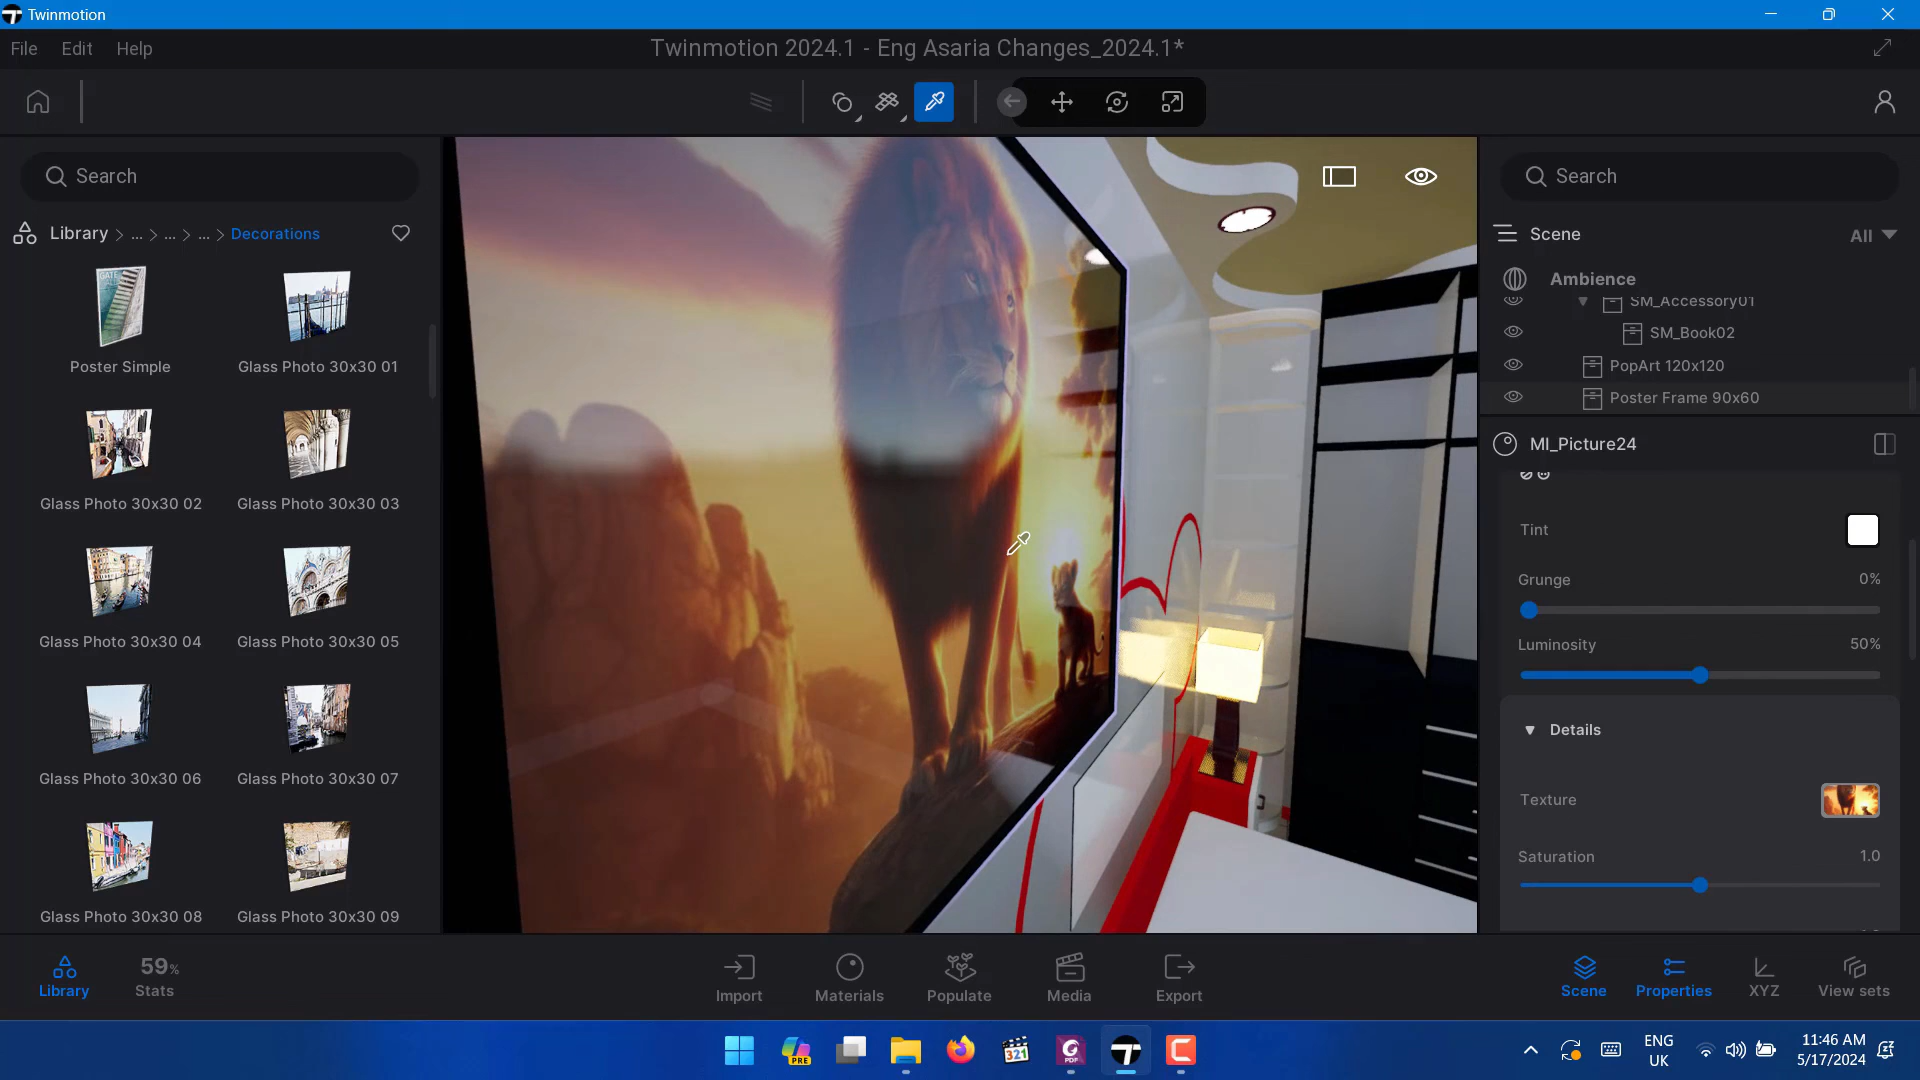 Twinmotion
File Edit Help
Twinmotion 2024.1 - Eng Asaria Changes_2024.1*
Search
Library > ... > ... > ... > Decorations
Poster Simple
Glass Photo 30x30 01
Glass Photo 30x30 02
Glass Photo 30x30 03
Glass Photo 30x30 04
Glass Photo 30x30 05
Glass Photo 30x30 06
Glass Photo 30x30 07
Glass Photo 30x30 08
Glass Photo 30x30 09
Search
Scene
All
Ambience
SM_Accessory01
SM_Book02
PopArt 120x120
Poster Frame 90x60
MI_Picture24
Tint
Grunge 0%
Luminosity 50%
Details
Texture
Saturation 1.0
Library
59%
Stats
Import
Materials
Populate
Media
Export
Scene
Properties
XYZ
View sets
PRE
321
PDF
ENG
UK
11:46 AM
5/17/2024